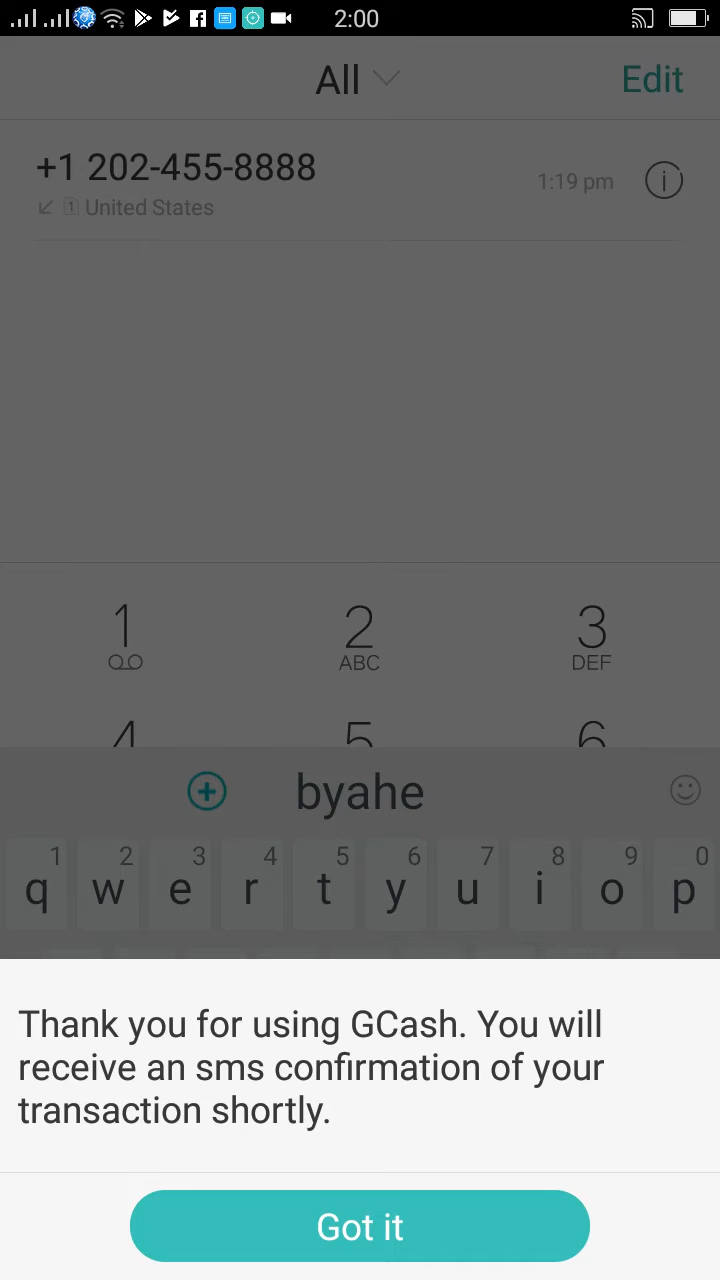 2:00
All
Edit
+1 202-455-8888
1:19 pm
1 United States
1 2 3
ABC DEF
4 5 6
byahe
1 2 3 4 5 6 7 8 9 0
q w e r t y u i o p
Thank you for using GCash. You will
receive an sms confirmation of your
transaction shortly.
Got it